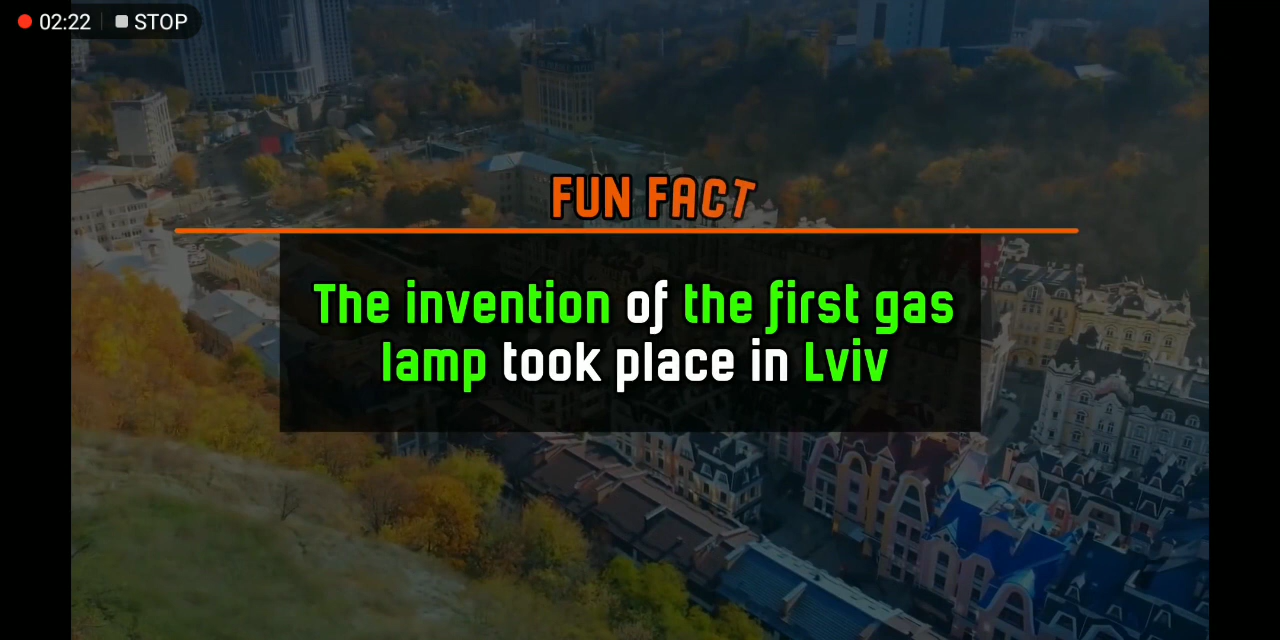 02:22 STOP
FUN FACT
The invention of the first gas
lamp took place in Lviv